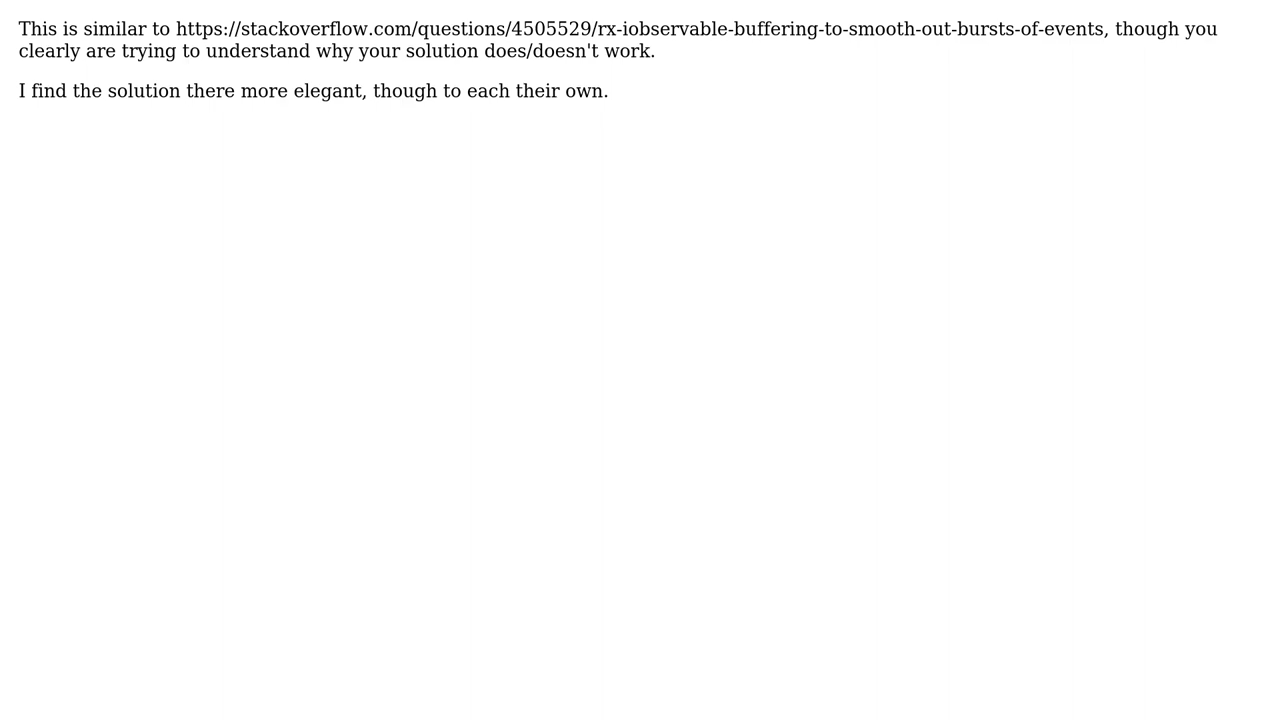 This is similar to https://stackoverflow.com/questions/4505529/rx-iobservable-buffering-to-smooth-out-bursts-of-events, though you
clearly are trying to understand why your solution does/doesn't work.
I find the solution there more elegant, though to each their own.